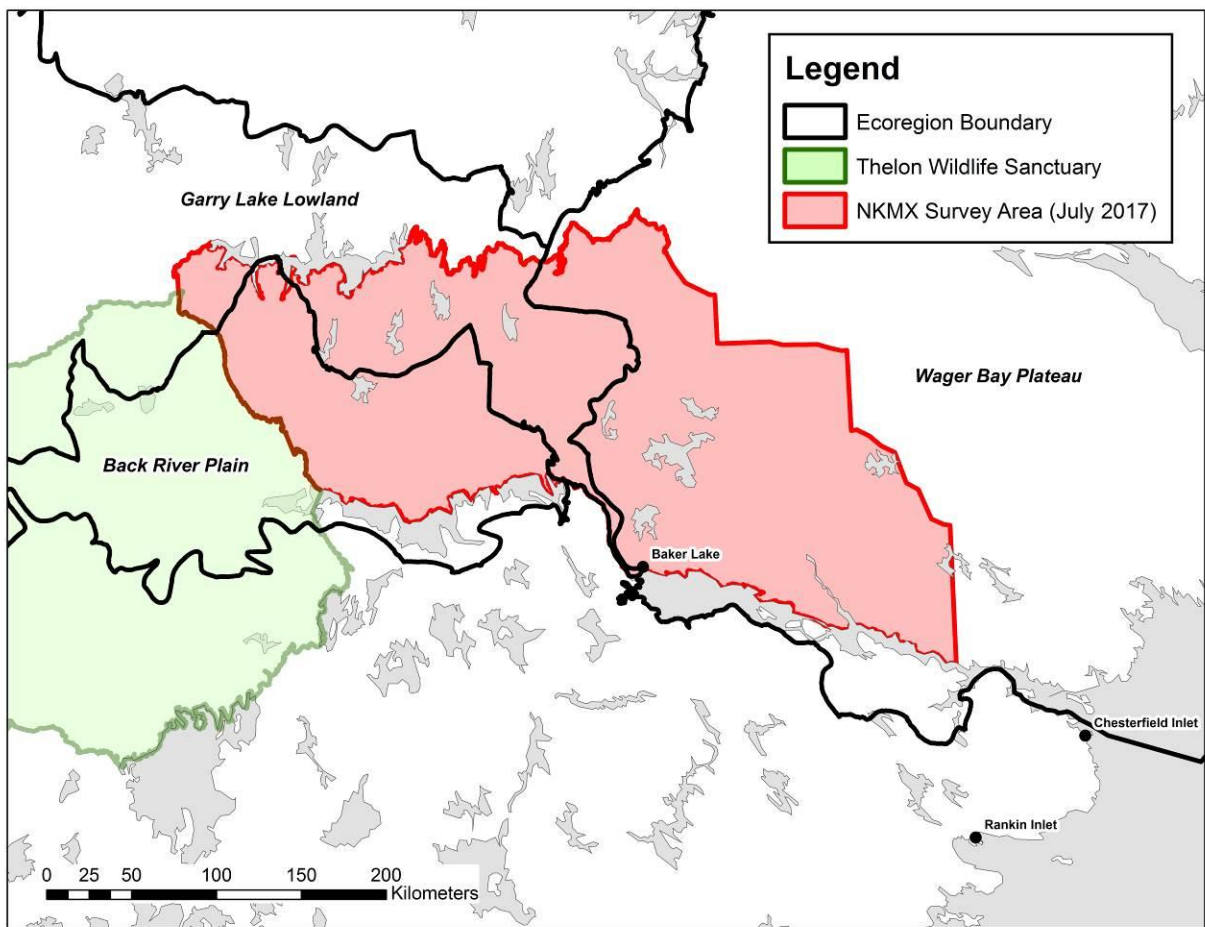 Legend
Ecoregion Boundary
Thelon Wildlife Sanctuary
NKMX Survey Area (July 2017)
Garry Lake Lowland
Wager Bay Plateau
Back River Plain
Baker Lake
Chesterfield Inlet
Rankin Inlet
0 25 50 100 150 200
Kilometers